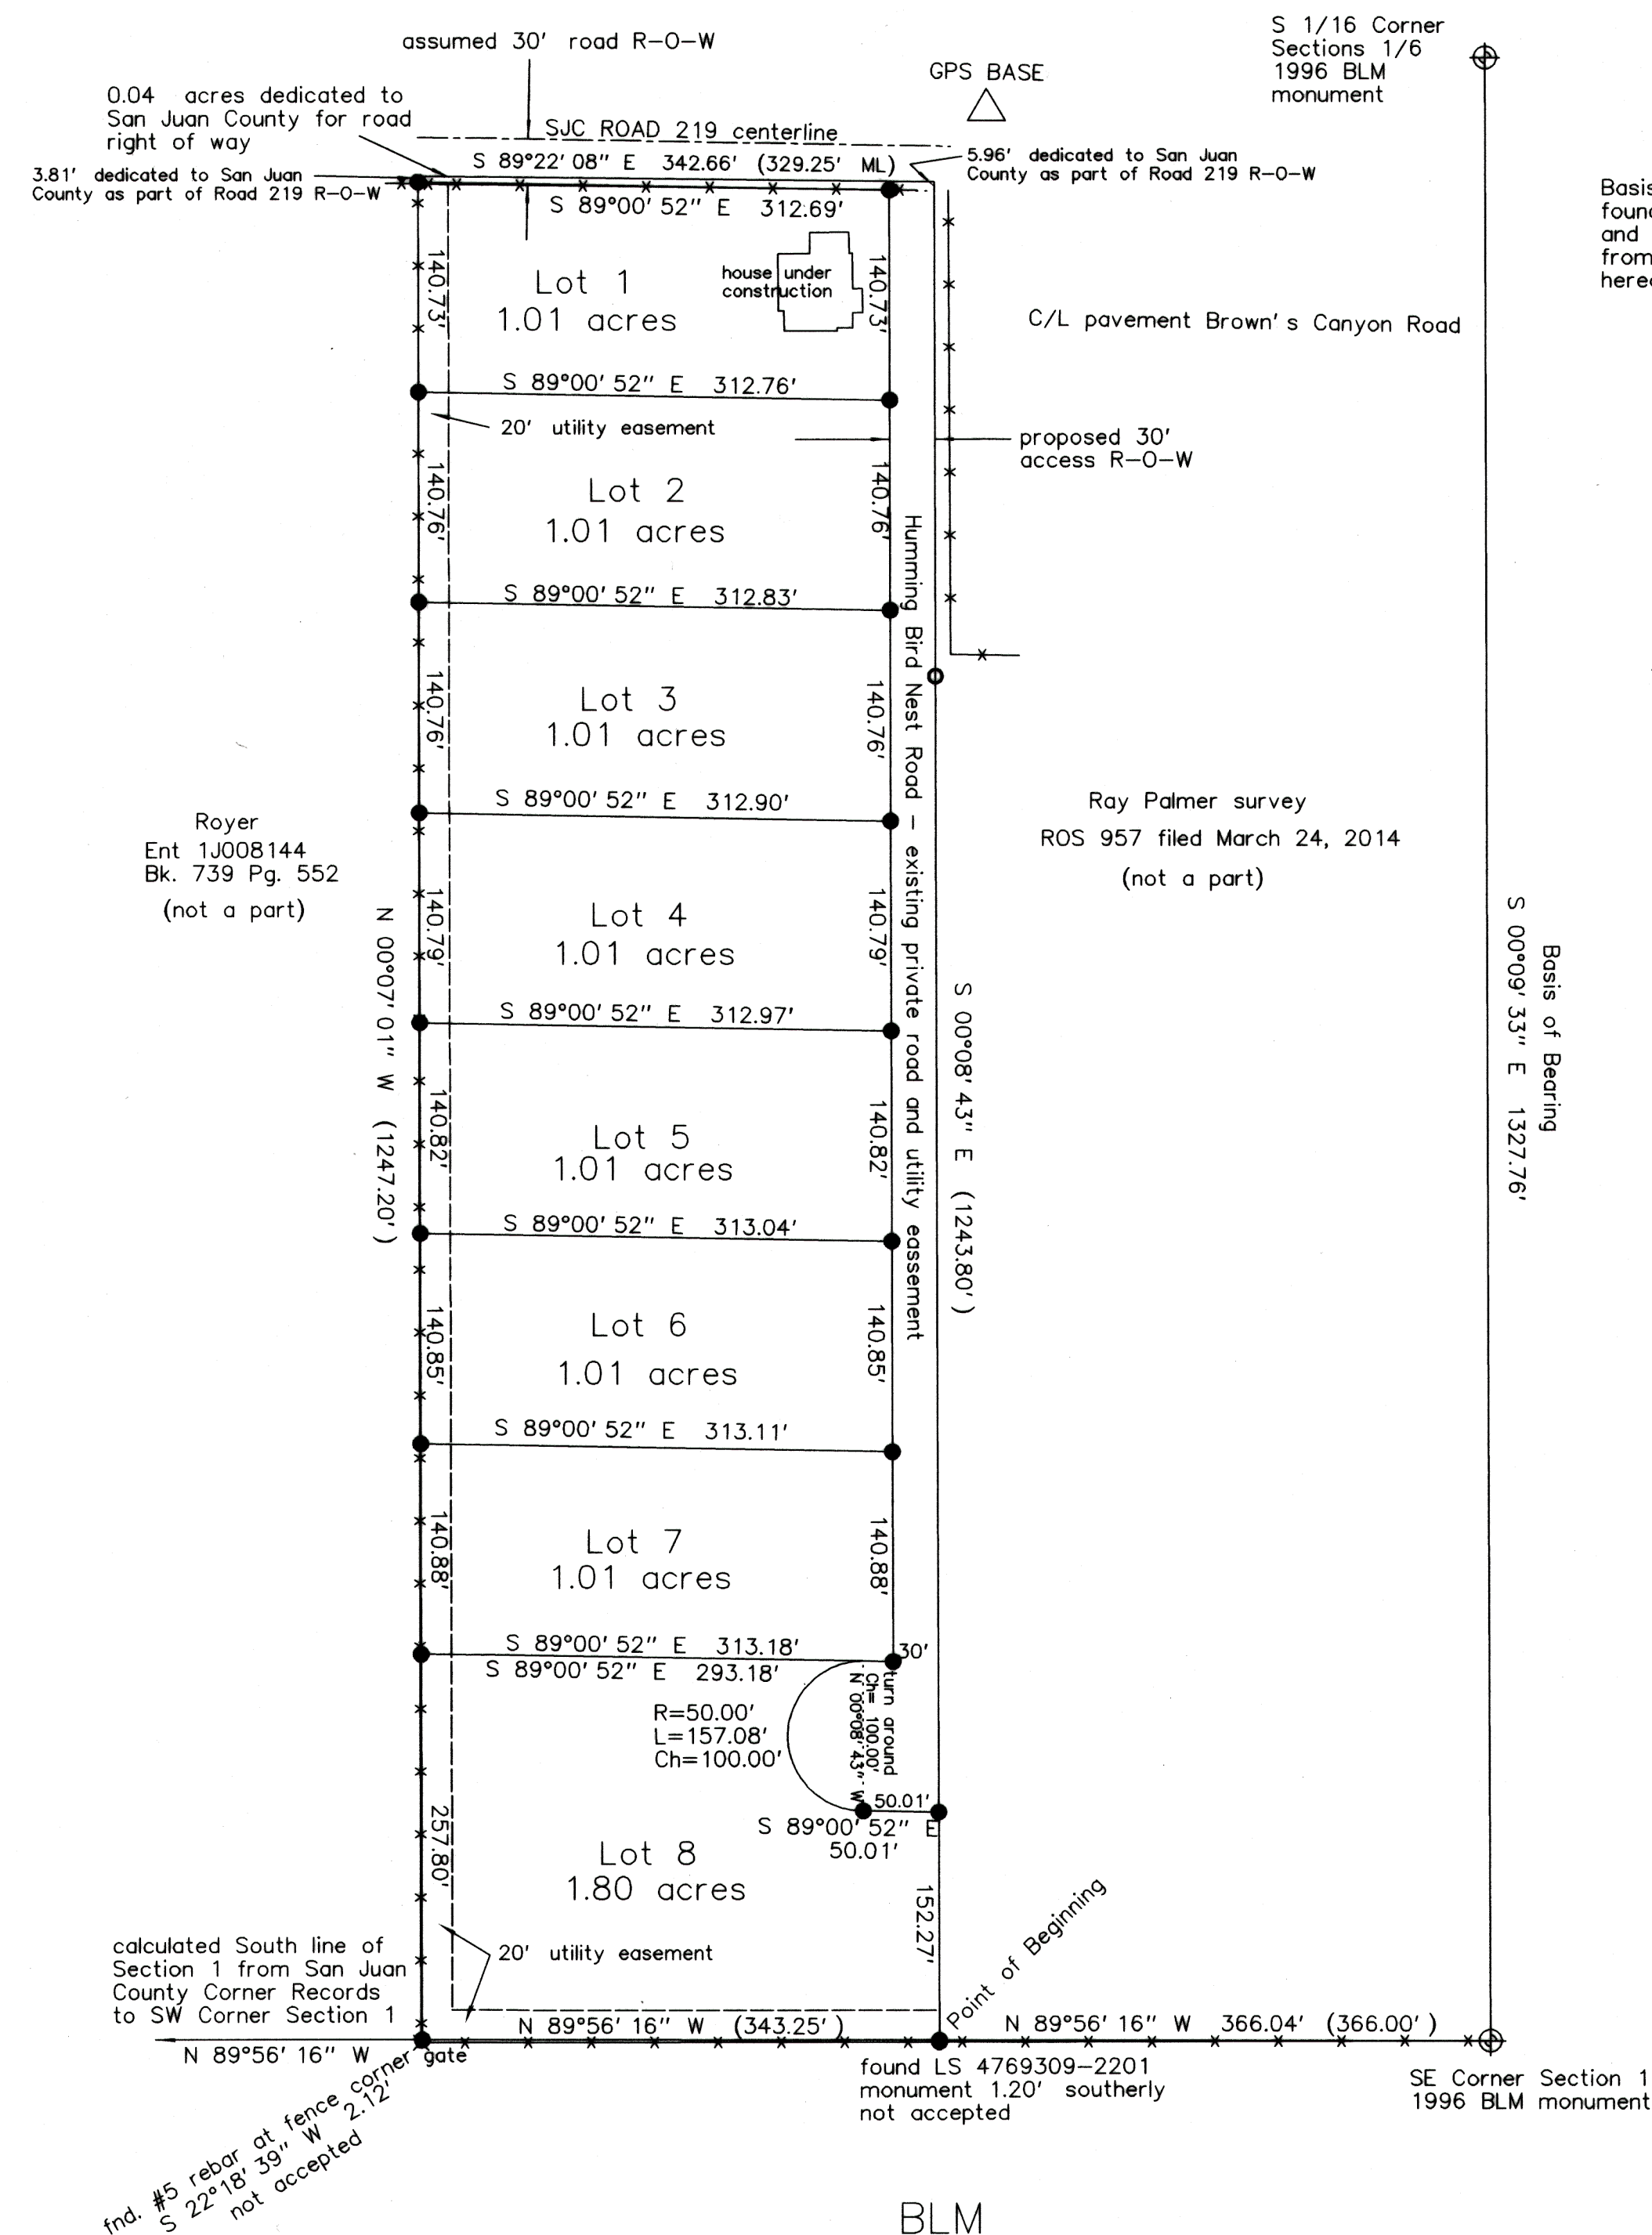 assumed 30' road R-O-W
S 1/16 Corner
Sections 1/6
1996 BLM
monument
GPS BASE
0.04 acres dedicated to
San Juan County for road
right of way
SJC ROAD 219 centerline
S 89°22' 08" E 342.66' (329.25' ML)
5.96' dedicated to San Juan
County as part of Road 219 R-O-W
3.81' dedicated to San Juan
County as part of Road 219 R-O-W
S 89°00' 52" E 312.69'
Basis
and
from
140.73'
Lot 1
1.01 acres
house under
construction
140.73'
C/L pavement Brown's Canyon Road
S 89°00' 52" E 312.76'
20' utility easement
proposed 30'
access R-O-W
140.76'
Lot 2
1.01 acres
140.76'
S 89°00' 52" E 312.83'
Humming Bird Nest Road - existing private road and utility eassement
140.76'
Lot 3
1.01 acres
140.76'
S 89°00' 52" E 312.90'
Royer
Ent 1J008144
Bk. 739 Pg. 552
(not a part)
Ray Palmer survey
ROS 957 filed March 24, 2014
(not a part)
N 00°07' 01" W (1247.20')
140.79'
Lot 4
1.01 acres
140.79'
S 89°00' 52" E 312.97'
S 00°08' 43" E (1243.80')
S 00°09' 33" E 1327.76'
Basis of Bearing
140.82'
Lot 5
1.01 acres
140.82'
S 89°00' 52" E 313.04'
140.85'
Lot 6
1.01 acres
140.85'
S 89°00' 52" E 313.11'
140.88'
Lot 7
1.01 acres
140.88'
S 89°00' 52" E 313.18'
30'
S 89°00' 52" E 293.18'
R=50.00'
L=157.08'
Ch=100.00'
turn around
Ch= 100.00'
N 00°08' 43" W
50.01'
S 89°00' 52" E
50.01'
257.80'
Lot 8
1.80 acres
152.27'
Point of Beginning
calculated South line of
Section 1 from San Juan
County Corner Records
to SW Corner Section 1
20' utility easement
N 89°56' 16" W (343.25')
N 89°56' 16" W 366.04' (366.00')
N 89°56' 16" W
gate
found LS 4769309-2201
monument 1.20' southerly
not accepted
SE Corner Section 1
1996 BLM monument
fnd. #5 rebar at fence corner
S 22°18' 39" W 2.12'
not accepted
BLM